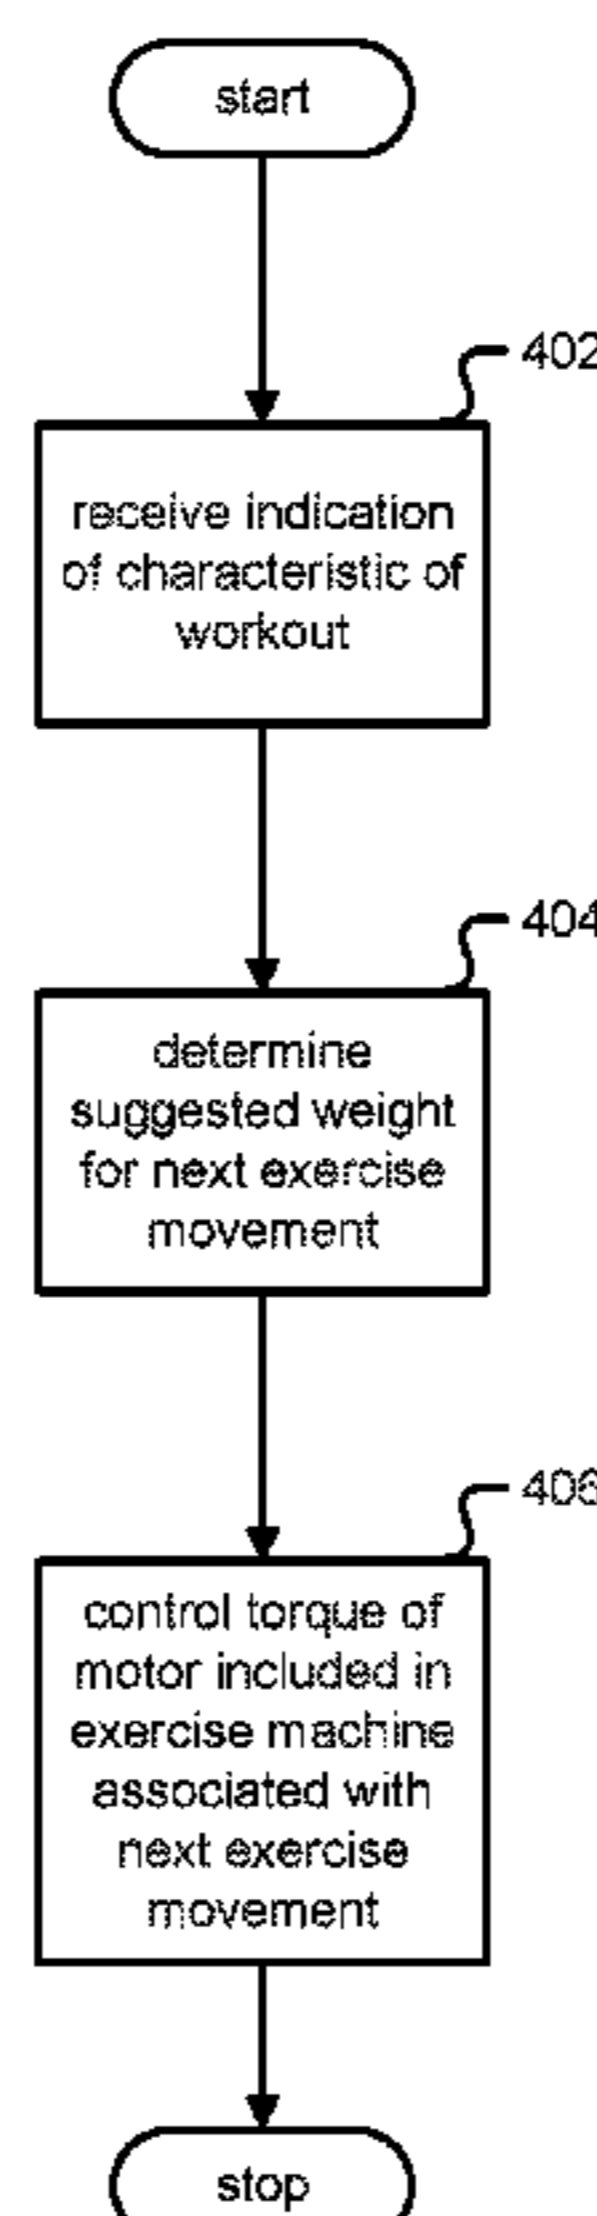 start
402
receive indication
of characteristic of
workout
404
determine
suggested weight
for next exercise
movement
406
control torque of
motor included in
exercise machine
associated with
next exercise
movement
stop